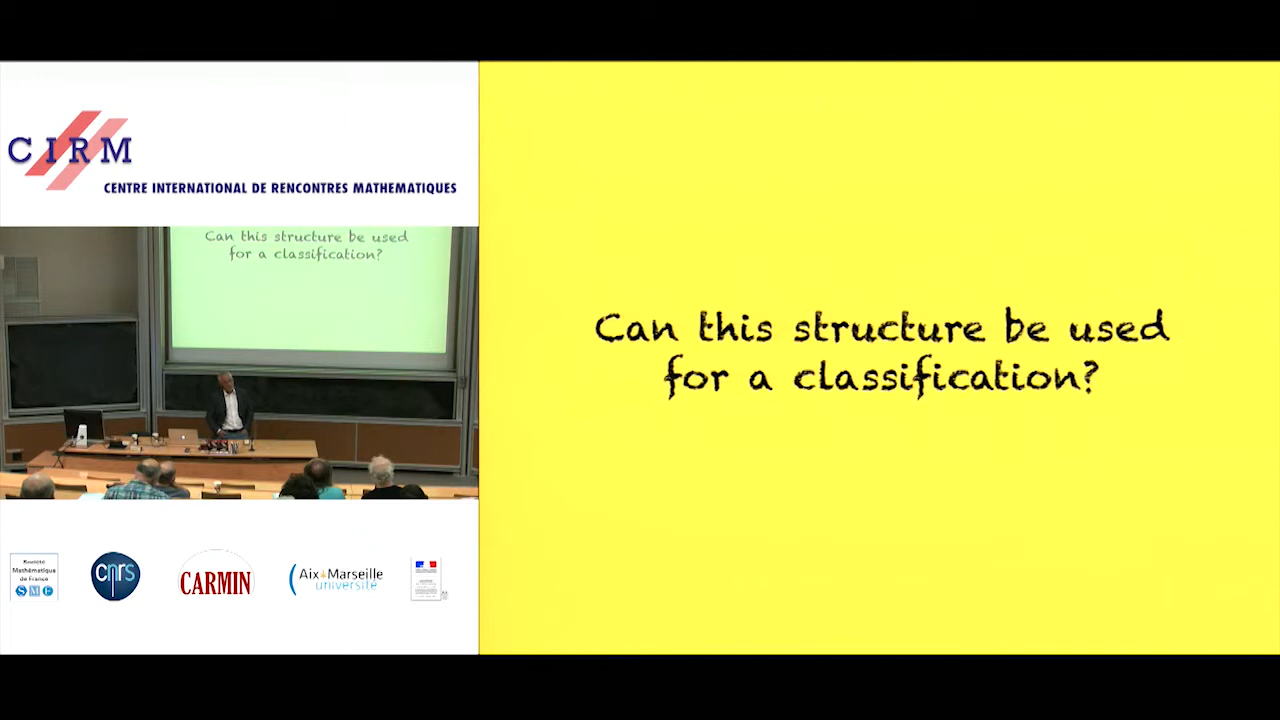 CIRM
CENTRE INTERNATIONAL DE RENCONTRES MATHEMATIQUES
Can this structure be used
for a classification?
Société
Mathématique
de France
SMF
cnrs
CARMIN
Aix Marseille
université
Can this structure be used
for a classification?